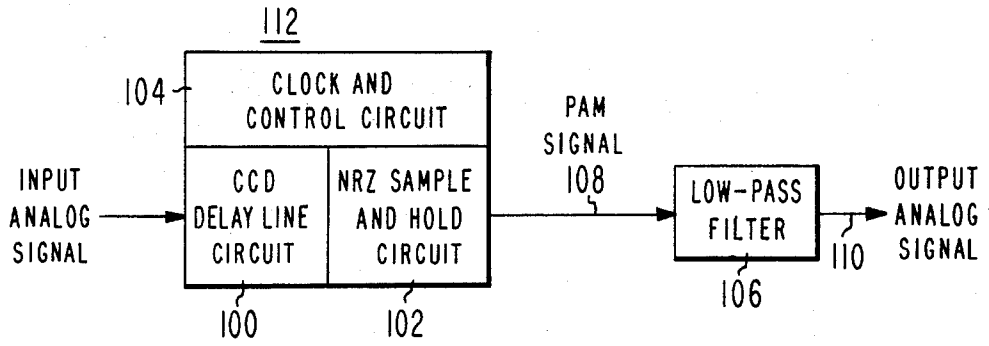 112
104
CLOCK AND
CONTROL CIRCUIT
INPUT
ANALOG
SIGNAL
CCD
DELAY LINE
CIRCUIT
NRZ SAMPLE
AND HOLD
CIRCUIT
100
102
PAM
SIGNAL
108
LOW-PASS
FILTER
106
110
OUTPUT
ANALOG
SIGNAL